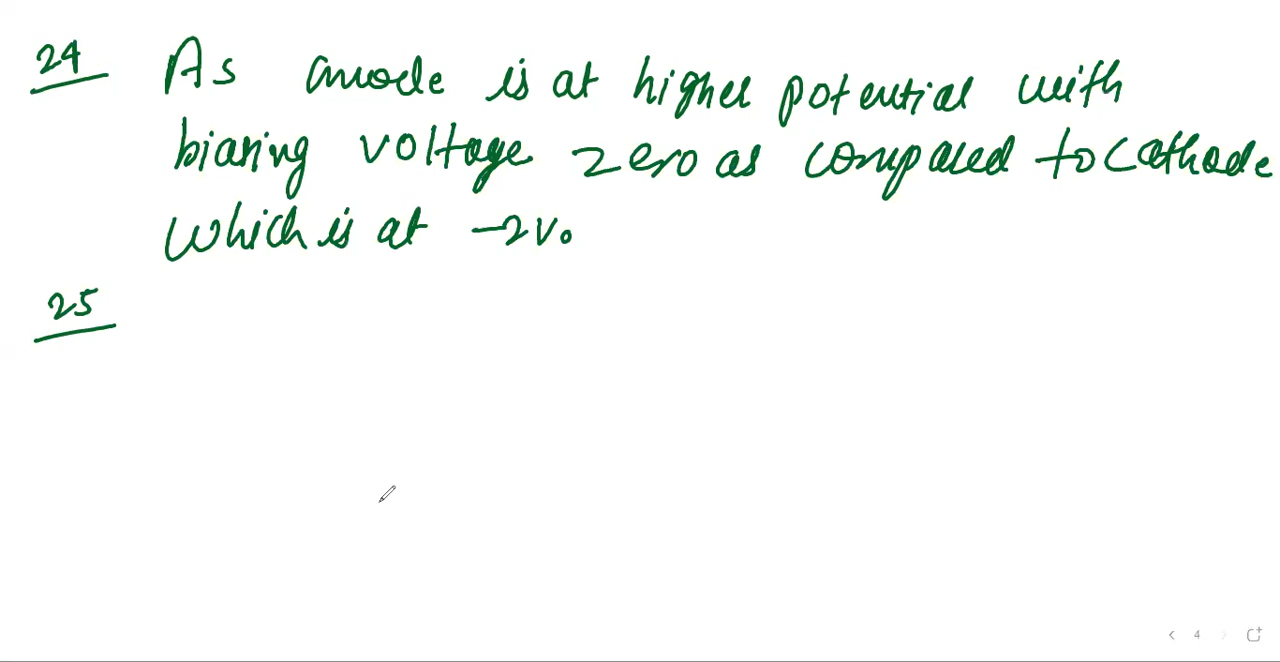 24 As anode is at higher potential with
biasing voltage zero as compared to cathode
which is at -2V.
25
4